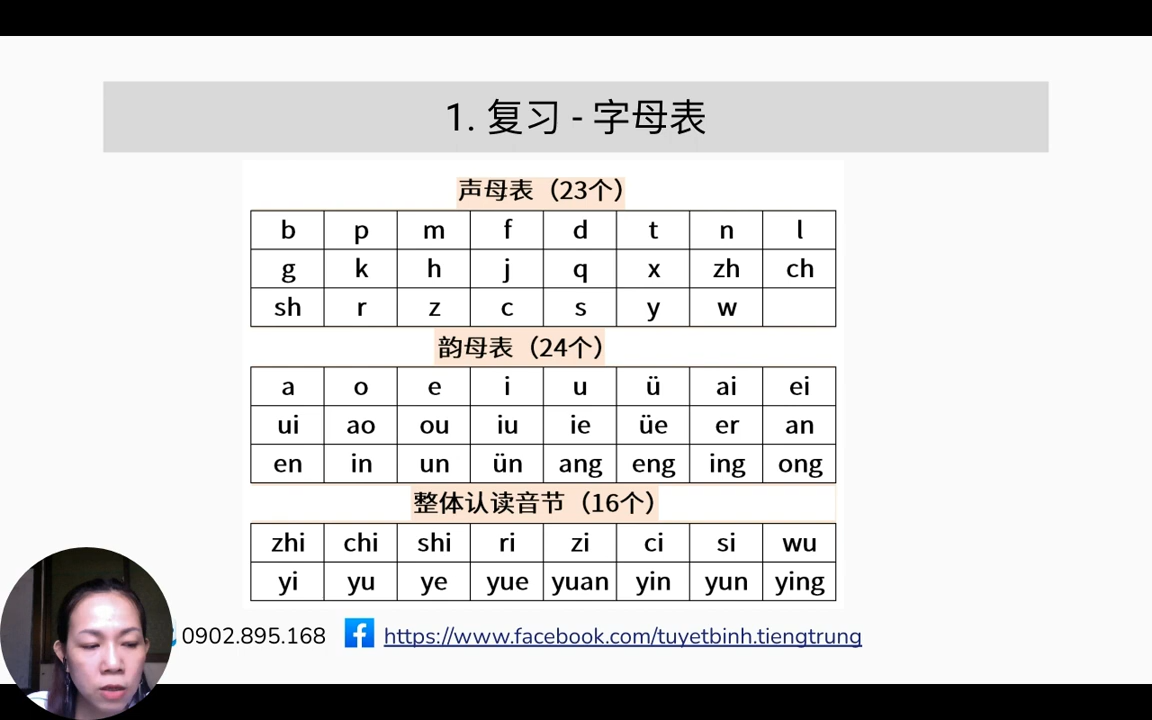 1. 复习 - 字母表
声母表（23个）
b p m f d t n l
g k h j q x zh ch
sh r z c s y w
韵母表（24个）
a o e i u ü ai ei
ui ao ou iu ie üe er an
en in un ün ang eng ing ong
整体认读音节（16个）
zhi chi shi ri zi ci si wu
yi yu ye yue yuan yin yun ying
0902.895.168 https://www.facebook.com/tuyetbinh.tiengtrung